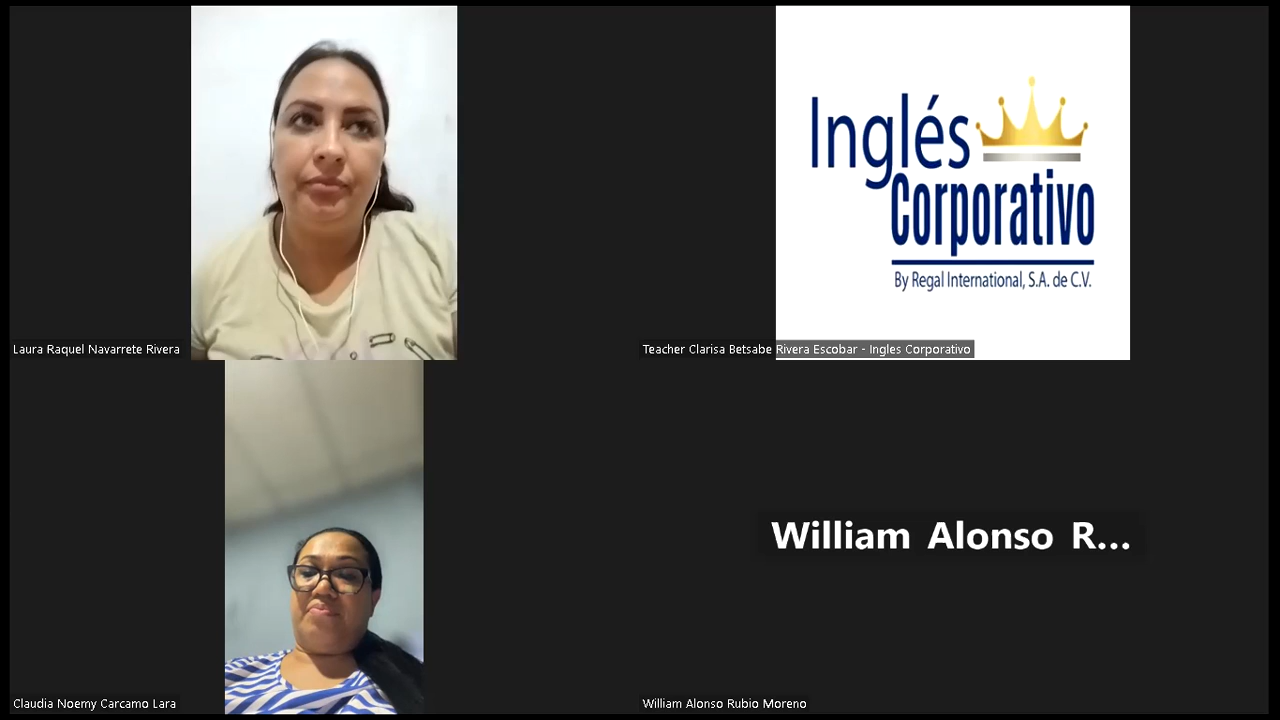 Inglés
Corporativo
By Regal International, S.A. de C.V.
Laura Raquel Navarrete Rivera
Teacher Clarisa Betsabe Rivera Escobar - Ingles Corporativo
William Alonso R...
Claudia Noemy Carcamo Lara
William Alonso Rubio Moreno